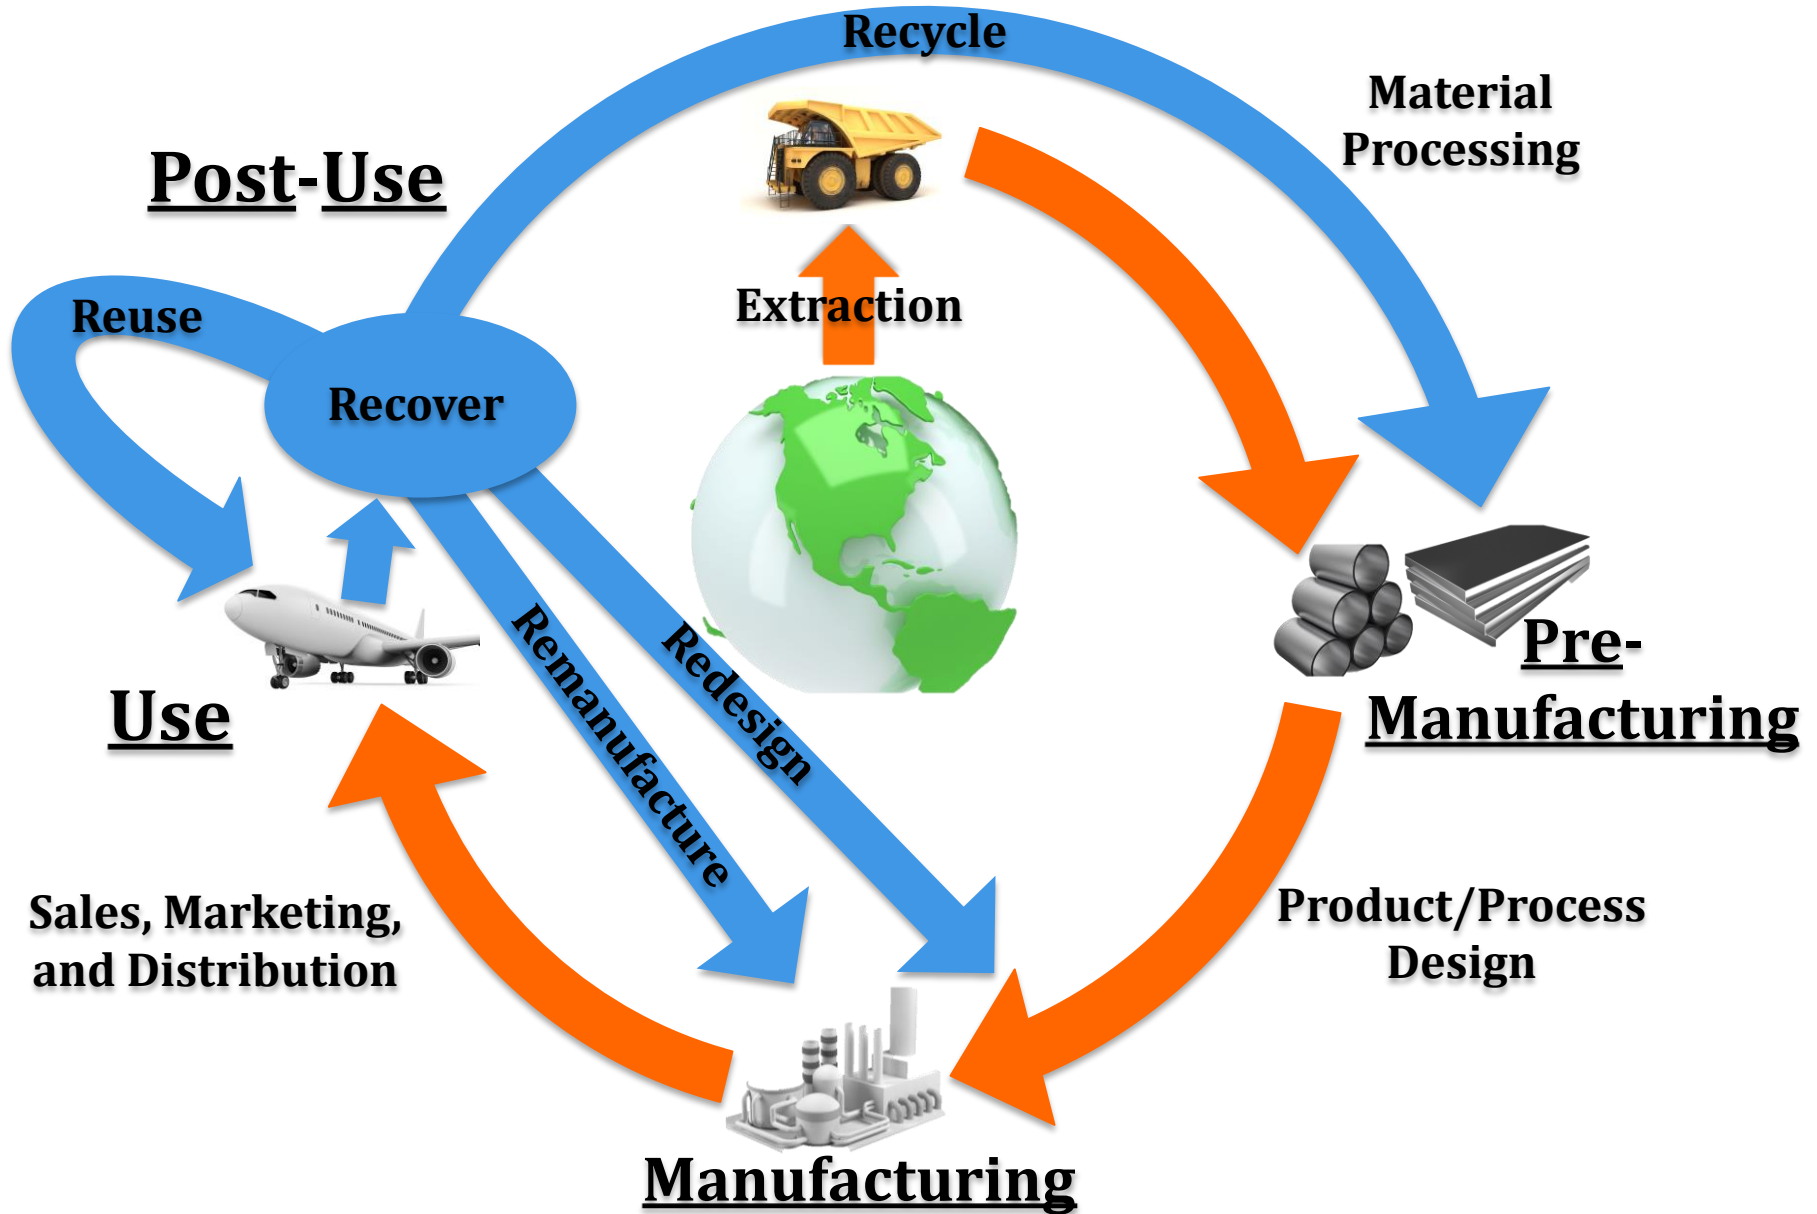 Recycle
Material
Processing
Post-Use
Reuse
Extraction
Recover
Remanufacture
Redesign
Pre-
Manufacturing
Use
Sales, Marketing,
and Distribution
Product/Process
Design
Manufacturing